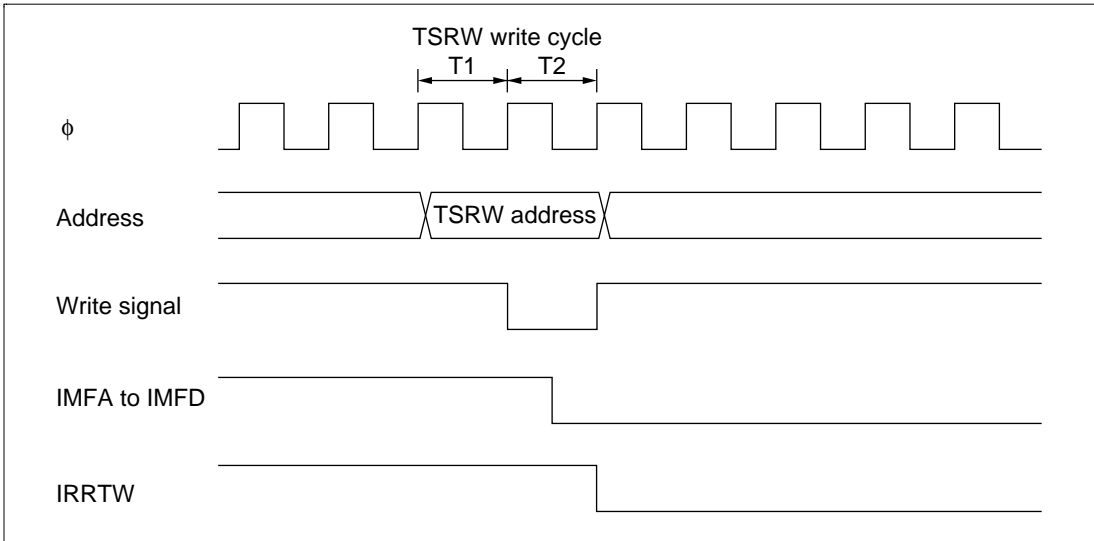 TSRW write cycle
T1 T2
ϕ
Address
TSRW address
Write signal
IMFA to IMFD
IRRTW